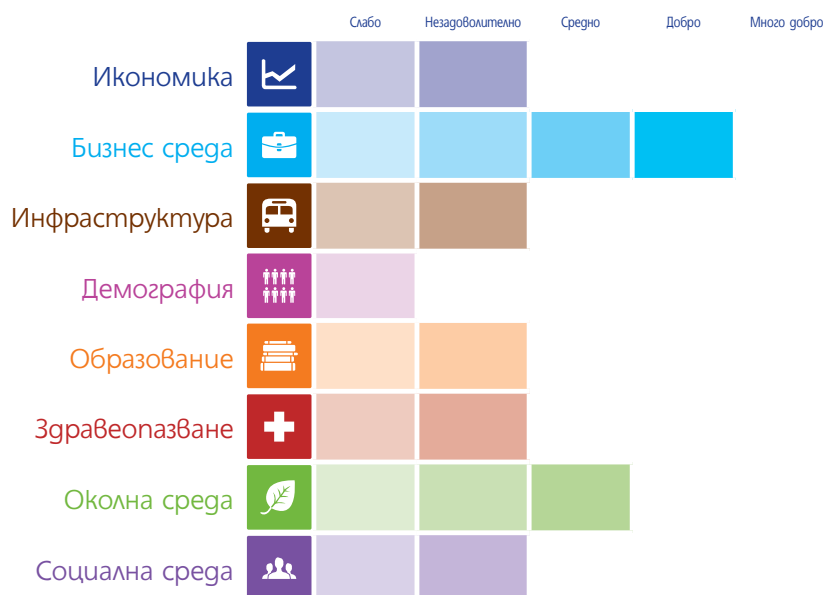 Слабо Незадоволително Средно Добро Много добро
Икономика
Бизнес среда
Инфраструктура
Демография
Образование
Здравеопазване
Околна среда
Социална среда